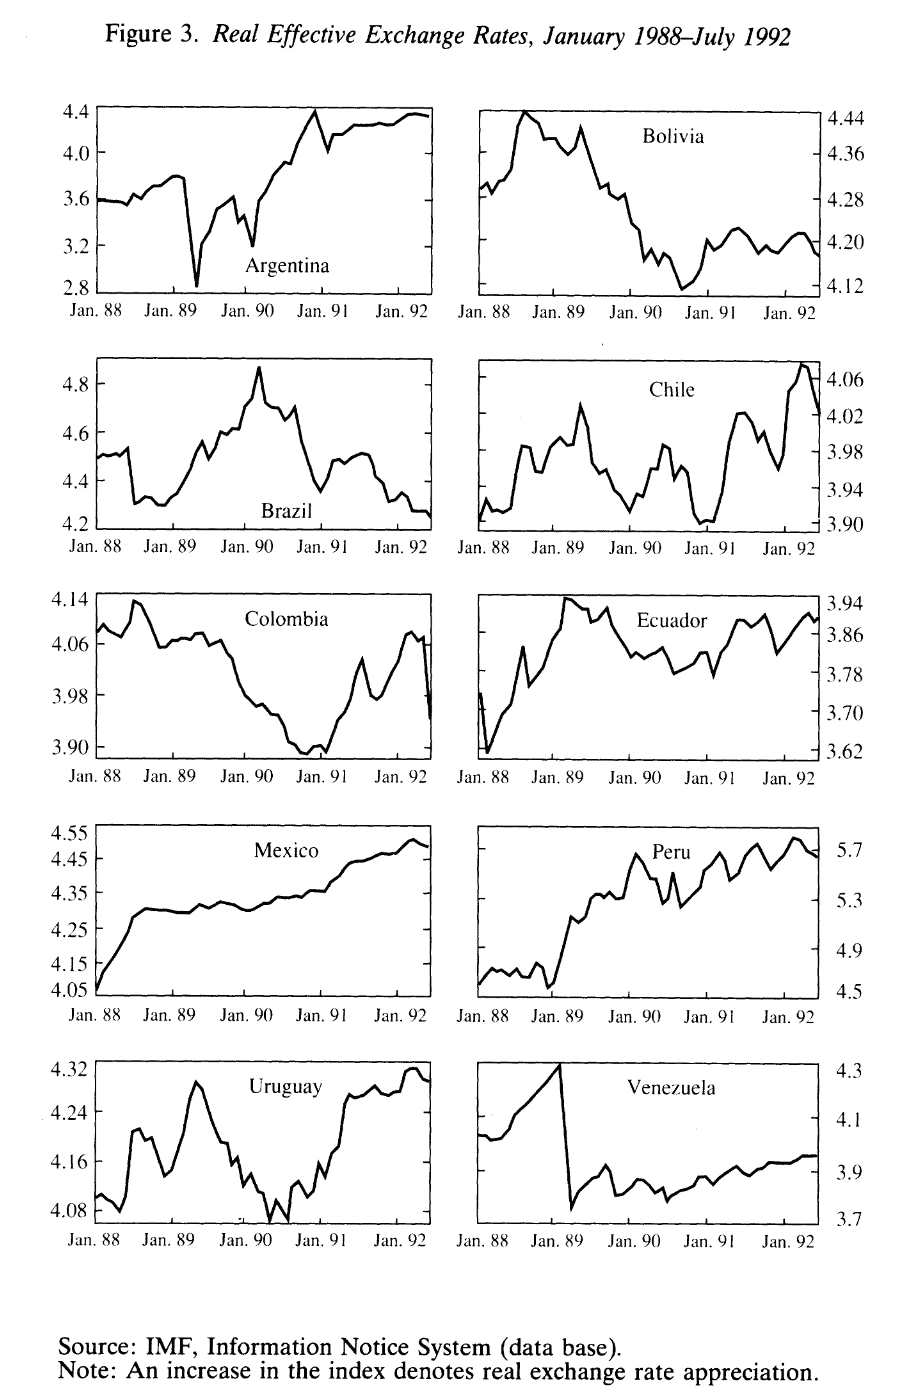 Figure 3. Real Effective Exchange Rates, January 1988–July 1992
4.4
4.0
3.6
3.2
2.8
Argentina
Jan. 88 Jan. 89 Jan. 90 Jan. 91 Jan. 92
Bolivia
4.44
4.36
4.28
4.20
4.12
Jan. 88 Jan. 89 Jan. 90 Jan. 91 Jan. 92
4.8
4.6
4.4
4.2
Brazil
Jan. 88 Jan. 89 Jan. 90 Jan. 91 Jan. 92
Chile
4.06
4.02
3.98
3.94
3.90
Jan. 88 Jan. 89 Jan. 90 Jan. 91 Jan. 92
4.14
4.06
3.98
3.90
Colombia
Jan. 88 Jan. 89 Jan. 90 Jan. 91 Jan. 92
Ecuador
3.94
3.86
3.78
3.70
3.62
Jan. 88 Jan. 89 Jan. 90 Jan. 91 Jan. 92
4.55
4.45
4.35
4.25
4.15
4.05
Mexico
Jan. 88 Jan. 89 Jan. 90 Jan. 91 Jan. 92
Peru
5.7
5.3
4.9
4.5
Jan. 88 Jan. 89 Jan. 90 Jan. 91 Jan. 92
4.32
4.24
4.16
4.08
Uruguay
Jan. 88 Jan. 89 Jan. 90 Jan. 91 Jan. 92
Venezuela
4.3
4.1
3.9
3.7
Jan. 88 Jan. 89 Jan. 90 Jan. 91 Jan. 92
Source: IMF, Information Notice System (data base).
Note: An increase in the index denotes real exchange rate appreciation.